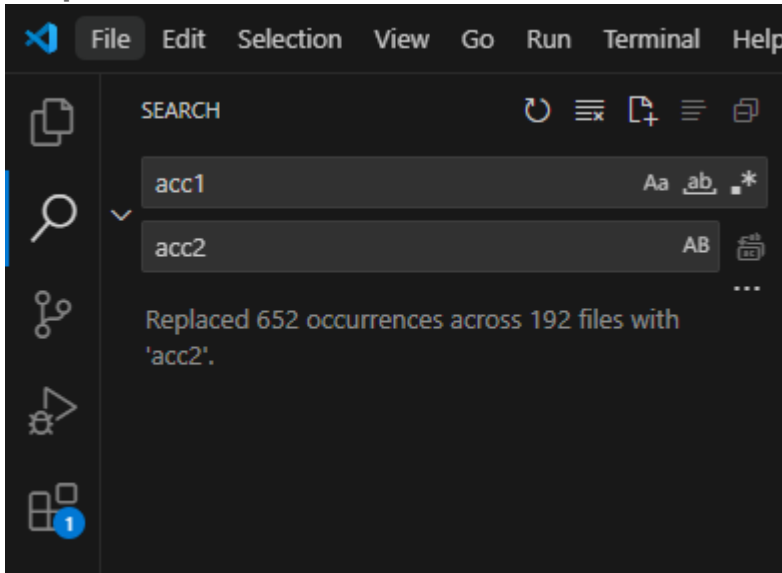 File Edit Selection View Go Run Terminal Help
SEARCH
acc1 Aa ab *
acc2 AB
Replaced 652 occurrences across 192 files with
'acc2'.
1